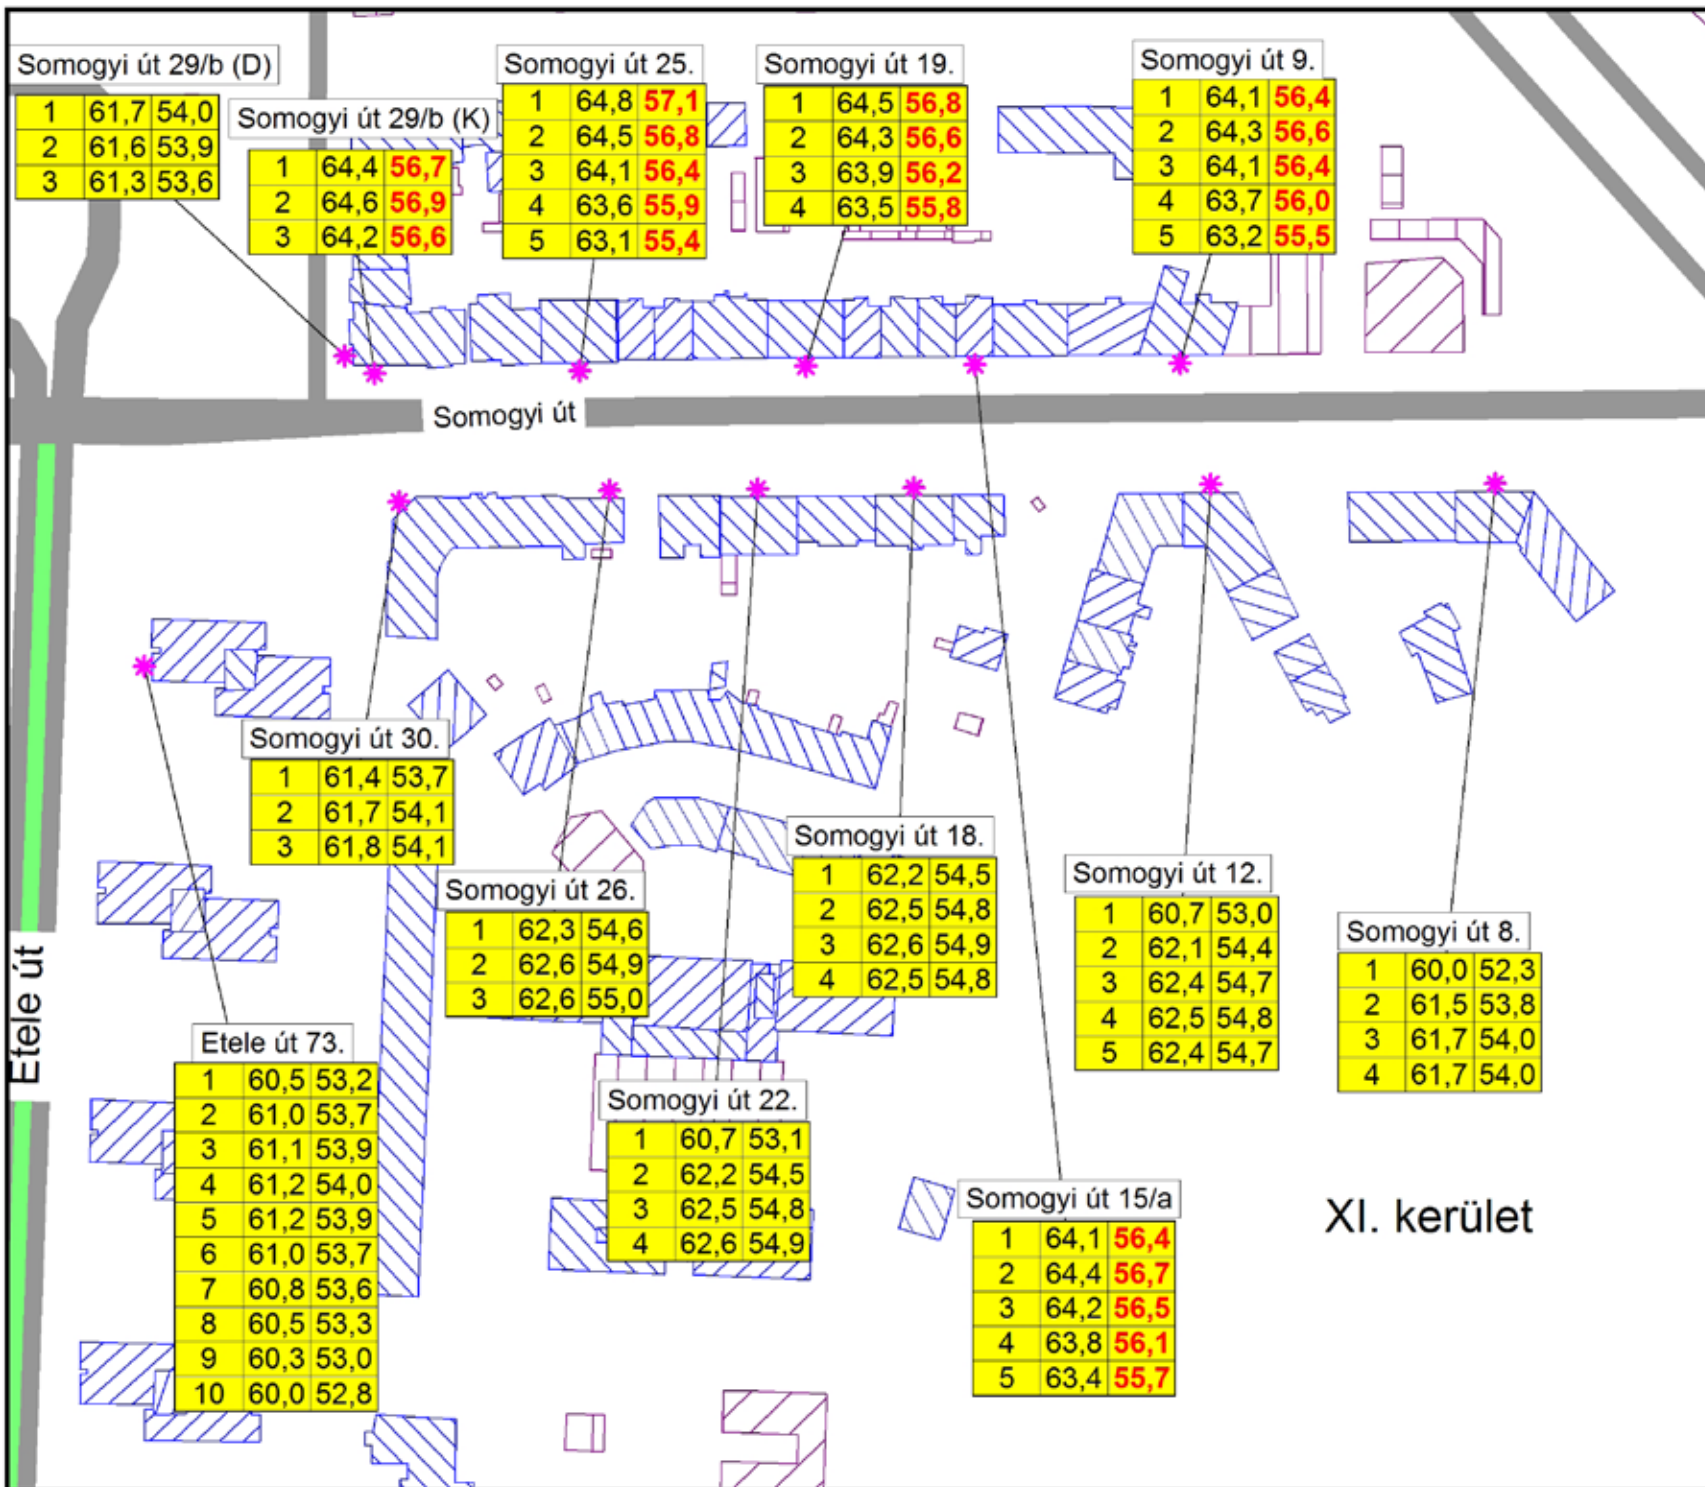 Somogyi út 29/b (D)
1 61,7 54,0
2 61,6 53,9
3 61,3 53,6
Somogyi út 29/b (K)
1 64,4 56,7
2 64,6 56,9
3 64,2 56,6
Somogyi út 25.
1 64,8 57,1
2 64,5 56,8
3 64,1 56,4
4 63,6 55,9
5 63,1 55,4
Somogyi út 19.
1 64,5 56,8
2 64,3 56,6
3 63,9 56,2
4 63,5 55,8
Somogyi út 9.
1 64,1 56,4
2 64,3 56,6
3 64,1 56,4
4 63,7 56,0
5 63,2 55,5
Somogyi út
Somogyi út 30.
1 61,4 53,7
2 61,7 54,1
3 61,8 54,1
Somogyi út 26.
1 62,3 54,6
2 62,6 54,9
3 62,6 55,0
Somogyi út 18.
1 62,2 54,5
2 62,5 54,8
3 62,6 54,9
4 62,5 54,8
Somogyi út 12.
1 60,7 53,0
2 62,1 54,4
3 62,4 54,7
4 62,5 54,8
5 62,4 54,7
Somogyi út 8.
1 60,0 52,3
2 61,5 53,8
3 61,7 54,0
4 61,7 54,0
Etele út
Etele út 73.
1 60,5 53,2
2 61,0 53,7
3 61,1 53,9
4 61,2 54,0
5 61,2 53,9
6 61,0 53,7
7 60,8 53,6
8 60,5 53,3
9 60,3 53,0
10 60,0 52,8
Somogyi út 22.
1 60,7 53,1
2 62,2 54,5
3 62,5 54,8
4 62,6 54,9
Somogyi út 15/a
1 64,1 56,4
2 64,4 56,7
3 64,2 56,5
4 63,8 56,1
5 63,4 55,7
XI. kerület